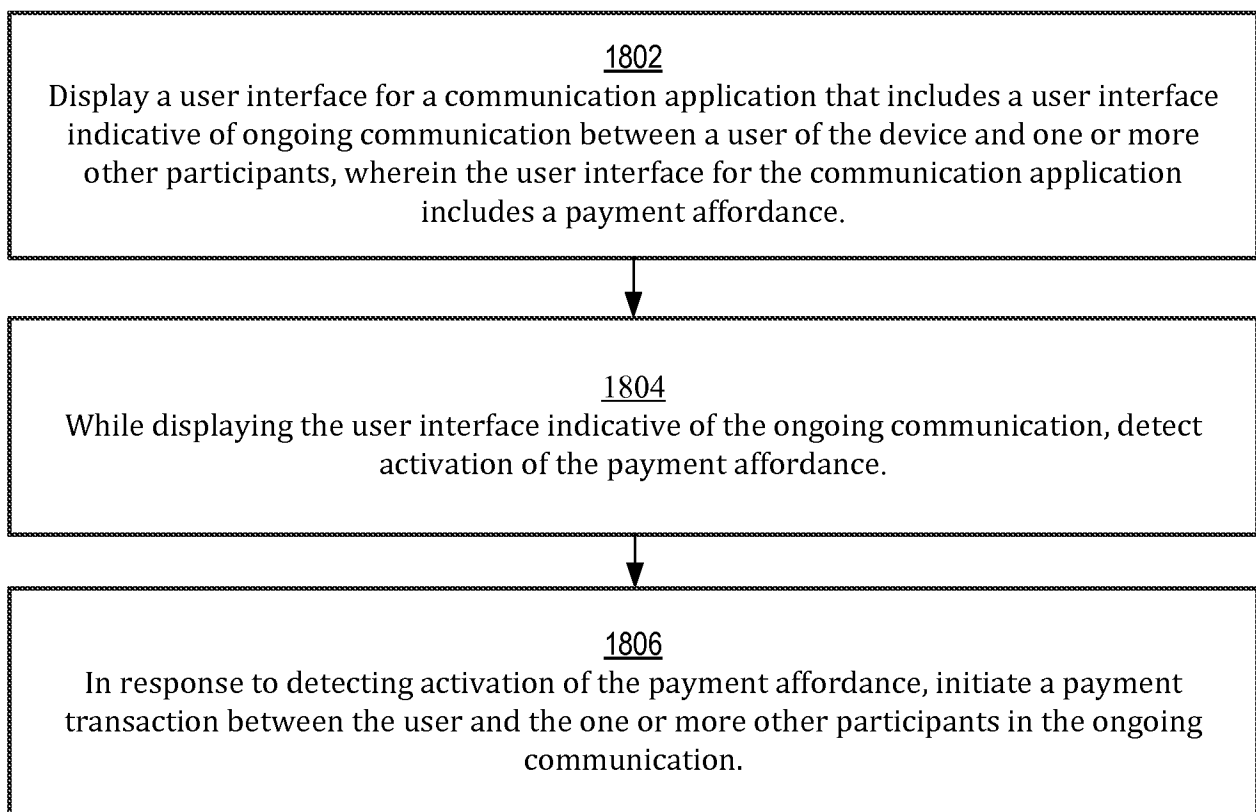 1802
Display a user interface for a communication application that includes a user interface
indicative of ongoing communication between a user of the device and one or more
other participants, wherein the user interface for the communication application
includes a payment affordance.
1804
While displaying the user interface indicative of the ongoing communication, detect
activation of the payment affordance.
1806
In response to detecting activation of the payment affordance, initiate a payment
transaction between the user and the one or more other participants in the ongoing
communication.